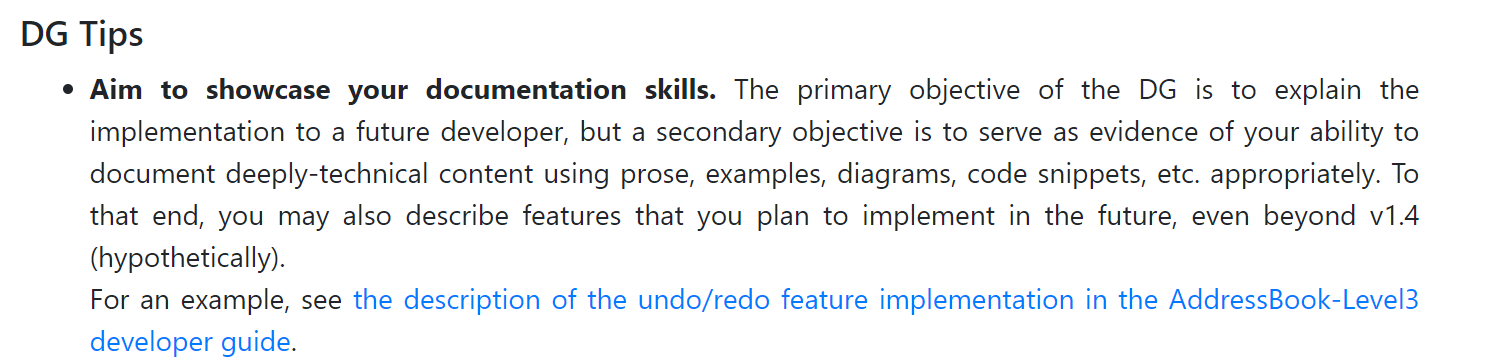 DG Tips
• Aim to showcase your documentation skills. The primary objective of the DG is to explain the
implementation to a future developer, but a secondary objective is to serve as evidence of your ability to
document deeply-technical content using prose, examples, diagrams, code snippets, etc. appropriately. To
that end, you may also describe features that you plan to implement in the future, even beyond v1.4
(hypothetically).
For an example, see the description of the undo/redo feature implementation in the AddressBook-Level3
developer guide.